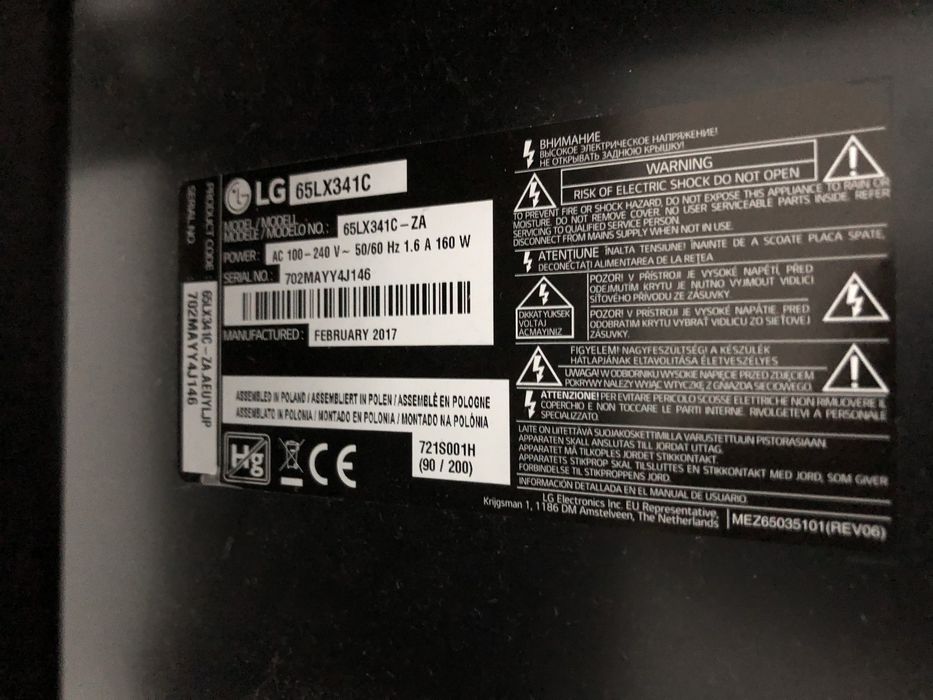 LG 65LX341C
MODEL / MODELL
MODÈLE / MODELO NO. : 65LX341C-ZA
POWER : AC 100-240 V ~ 50/60 Hz 1.6 A 160 W
SERIAL NO. : 702MAYY4J146
MANUFACTURED : FEBRUARY 2017
PRODUCT CODE 65LX341C-ZA.AEUYLJP
SERIAL NO. 702MAYY4J146
ASSEMBLED IN POLAND / ASSEMBLIERT IN POLEN / ASSEMBLÉ EN POLOGNE
ASSEMBLATO IN POLONIA / MONTADO EN POLONIA / MONTADO NA POLÓNIA
Hg
CE
721S001H
(90 / 200)
ВНИМАНИЕ
ВЫСОКОЕ ЭЛЕКТРИЧЕСКОЕ НАПРЯЖЕНИЕ!
НЕ ОТКРЫВАТЬ ЗАДНЮЮ КРЫШКУ!
WARNING
RISK OF ELECTRIC SHOCK DO NOT OPEN
TO PREVENT FIRE OR SHOCK HAZARD, DO NOT EXPOSE THIS APPLIANCE TO RAIN OR
MOISTURE. DO NOT REMOVE COVER. NO USER SERVICEABLE PARTS INSIDE. REFER
SERVICING TO QUALIFIED SERVICE PERSON.
DISCONNECT FROM MAINS SUPPLY WHEN NOT IN USE.
ATENŢIUNE ÎNALTA TENSIUNE! ÎNAINTE DE A SCOATE PLACA SPATE,
DECONECTAŢI ALIMENTAREA DE LA REŢEA
DIKKAT YUKSEK
VOLTAJ
ACMAYINIZ
POZOR! V PŘÍSTROJI JE VYSOKÉ NAPĚTÍ, PŘED
ODEJMUTÍM KRYTU JE NUTNO VYJMOUT VIDLICI
SÍŤOVÉHO PŘÍVODU ZE ZÁSUVKY.
POZOR! V PRÍSTROJI JE VYSOKÉ NAPÄTIE, PRED
ODOBRATIM KRYTU VYBRAŤ VIDLICU ZO SIEŤOVEJ
ZÁSUVKY.
FIGYELEM! NAGYFESZÜLTSÉG! A KÉSZÜLÉK
HÁTLAPJÁNAK ELTAVOLÍTÁSA ÉLETVESZÉLYES
UWAGA! W ODBIORNIKU WYSOKIE NAPIĘCIE PRZED ZDJĘCIEM
POKRYWY NALEŻY WYJĄĆ WTYCZKĘ Z GNIAZDA SIECIOWEGO.
ATTENZIONE! PER EVITARE PERICOLO SCOSSE ELETTRICHE NON RIMUOVERE IL
COPERCHIO E NON TOCCARE LE PARTI INTERNE. RIVOLGETEVI A PERSONALE
SPECIALIZZATO.
LAITE ON LIITETTÄVÄ SUOJAKOSKETTIMILLA VARUSTETTUUN PISTORASIAAN.
APPARATEN SKALL ANSLUTAS TILL JORDAT UTTAG.
APPARATET MÅ TILKOPLES JORDET STIKKONTAKT.
APPARATETS STIKPROP SKAL TILSLUTTES EN STIKKONTAKT MED JORD, SOM GIVER
FORBINDELSE TIL STIKPROPPENS JORD.
INFORMACIÓN DETALLADA EN EL MANUAL DE USUARIO.
LG Electronics Inc. EU Representative,
Krijgsman 1, 1186 DM Amstelveen, The Netherlands
MEZ65035101(REV06)